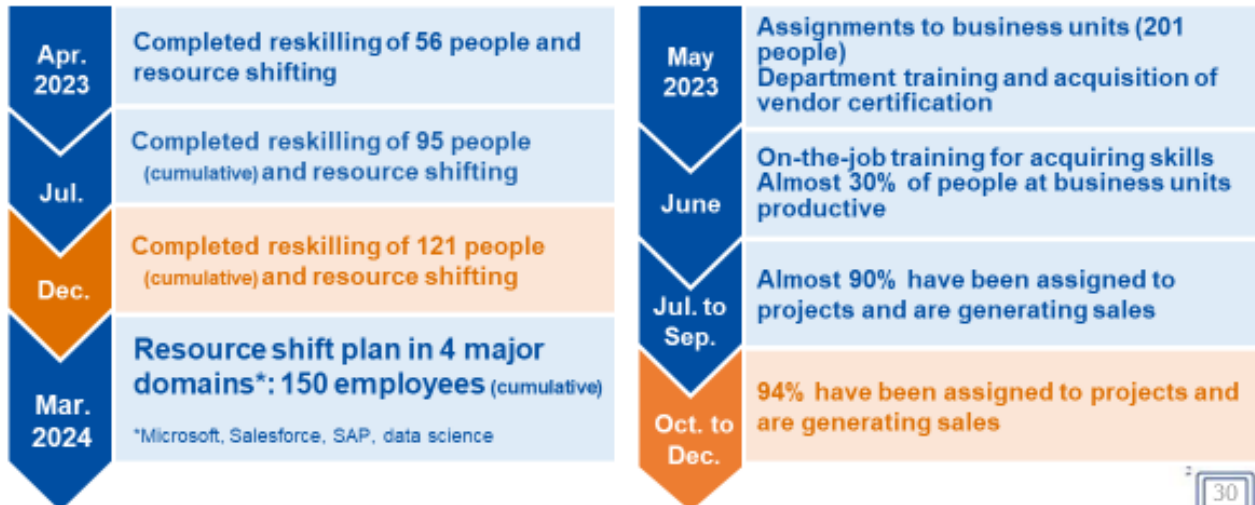 Apr.
2023
Completed reskilling of 56 people and
resource shifting
Jul.
Completed reskilling of 95 people
(cumulative) and resource shifting
Dec.
Completed reskilling of 121 people
(cumulative) and resource shifting
Mar.
2024
Resource shift plan in 4 major
domains*: 150 employees (cumulative)
*Microsoft, Salesforce, SAP, data science
May
2023
Assignments to business units (201
people)
Department training and acquisition of
vendor certification
June
On-the-job training for acquiring skills
Almost 30% of people at business units
productive
Jul. to
Sep.
Almost 90% have been assigned to
projects and are generating sales
Oct. to
Dec.
94% have been assigned to projects and
are generating sales
2
30